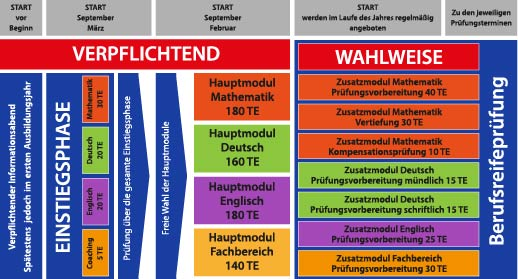 START
vor
Beginn
START
September
März
START
September
Februar
START
werden im Laufe des Jahres regelmäßig
angeboten
Zu den jeweiligen
Prüfungsterminen
VERPFLICHTEND
WAHLWEISE
Verpflichtender Informationsabend
Spätestens jedoch im ersten Ausbildungsjahr
EINSTIEGSPHASE
Mathematik
30 TE
Deutsch
20 TE
Englisch
20 TE
Coaching
5 TE
Prüfung über die gesamte Einstiegsphase
Freie Wahl der Hauptmodule
Hauptmodul
Mathematik
180 TE
Hauptmodul
Deutsch
160 TE
Hauptmodul
Englisch
180 TE
Hauptmodul
Fachbereich
140 TE
Zusatzmodul Mathematik
Prüfungsvorbereitung 40 TE
Zusatzmodul Mathematik
Vertiefung 30 TE
Zusatzmodul Mathematik
Kompensationsprüfung 10 TE
Zusatzmodul Deutsch
Prüfungsvorbereitung mündlich 15 TE
Zusatzmodul Deutsch
Prüfungsvorbereitung schriftlich 15 TE
Zusatzmodul Englisch
Prüfungsvorbereitung 25 TE
Zusatzmodul Fachbereich
Prüfungsvorbereitung 30 TE
Berufsreifeprüfung